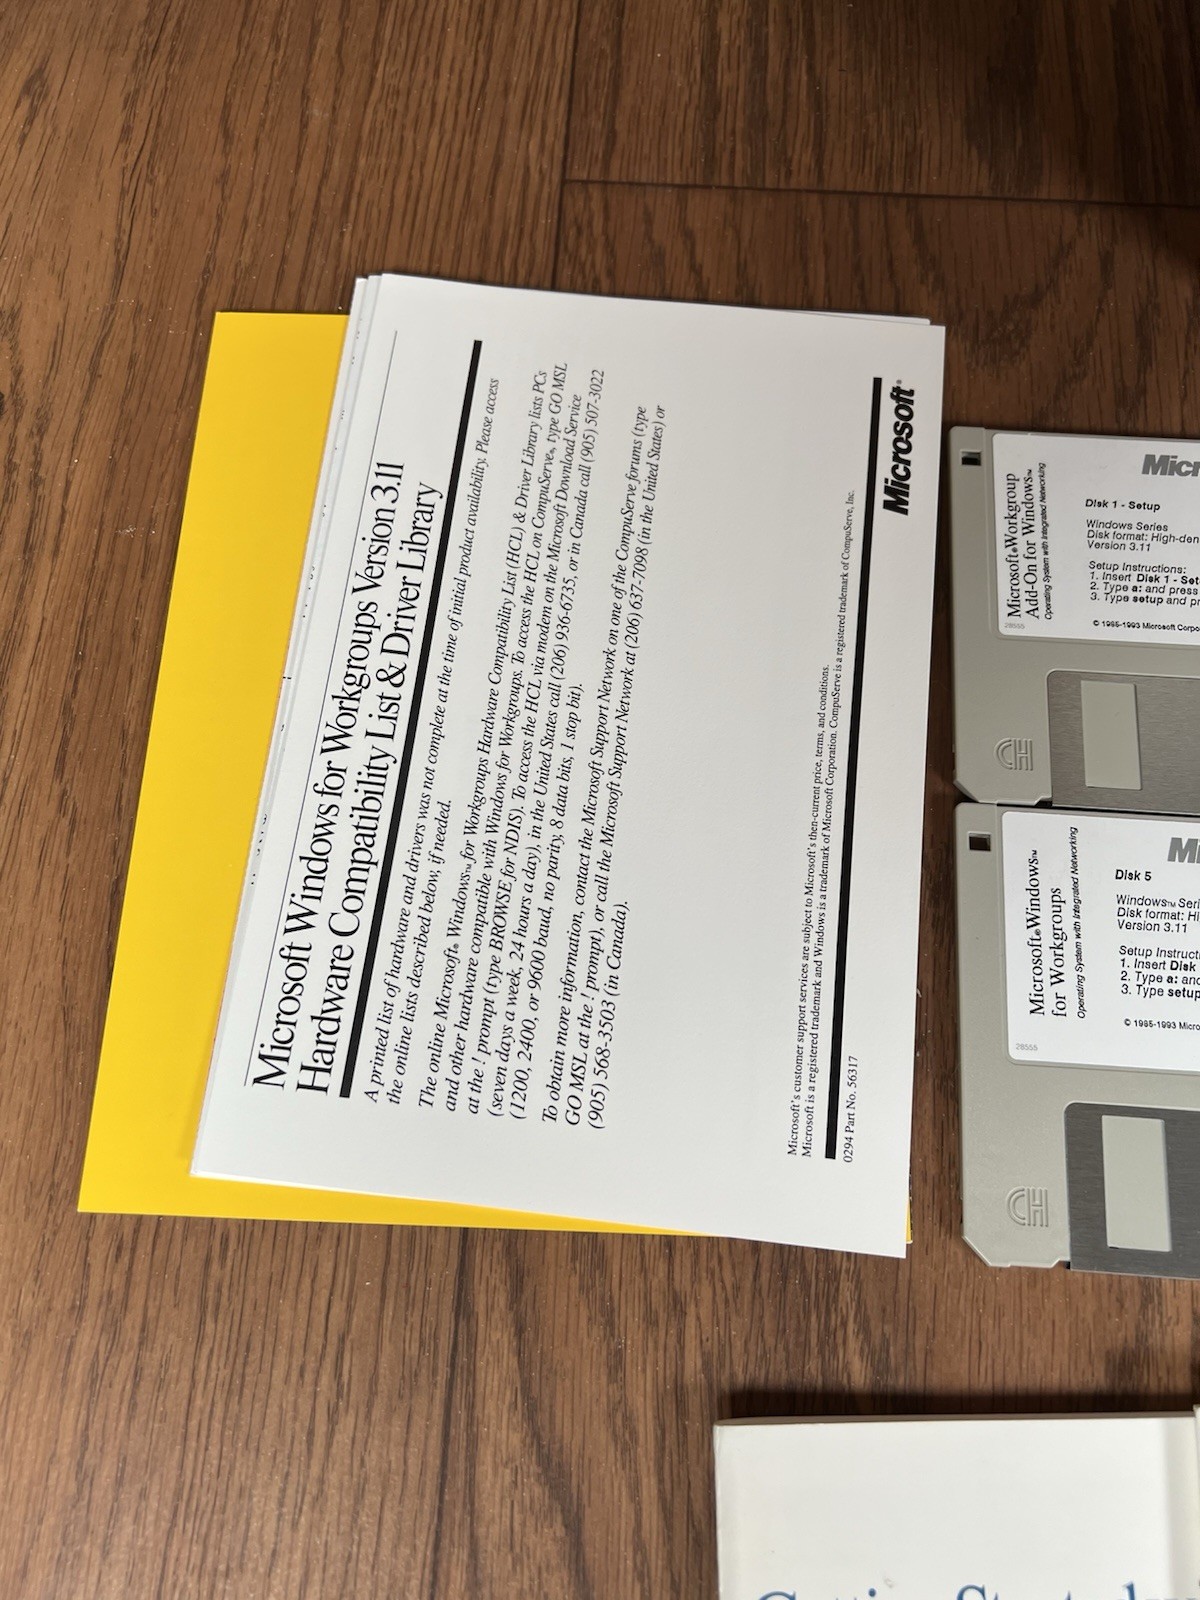 Microsoft Windows for Workgroups Version 3.11
Hardware Compatibility List & Driver Library
A printed list of hardware and drivers was not complete at the time of initial product availability. Please access
the online lists described below, if needed.
The online Microsoft® Windows™ for Workgroups Hardware Compatibility List (HCL) & Driver Library lists PCs
and other hardware compatible with Windows for Workgroups. To access the HCL on CompuServe®, type GO MSL
at the ! prompt (type BROWSE for NDIS). To access the HCL via modem on the Microsoft Download Service
(seven days a week, 24 hours a day), in the United States call (206) 936-6735, or in Canada call (905) 507-3022
(1200, 2400, or 9600 baud, no parity, 8 data bits, 1 stop bit).
To obtain more information, contact the Microsoft Support Network on one of the CompuServe forums (type
GO MSL at the ! prompt), or call the Microsoft Support Network at (206) 637-7098 (in the United States) or
(905) 568-3503 (in Canada).
Microsoft's customer support services are subject to Microsoft's then-current price, terms, and conditions.
Microsoft is a registered trademark and Windows is a trademark of Microsoft Corporation. CompuServe is a registered trademark of CompuServe, Inc.
0294 Part No. 56317
Microsoft®
Microsoft® Workgroup
Add-On for Windows™
Operating System with Integrated Networking
28555
Micr
Disk 1 - Setup
Windows Series
Disk format: High-den
Version 3.11
Setup Instructions:
1. Insert Disk 1 - Set
2. Type a: and press
3. Type setup and pr
© 1985-1993 Microsoft Corpo
HD
Microsoft® Windows™
for Workgroups
Operating System with Integrated Networking
28555
Mi
Disk 5
Windows™ Seri
Disk format: Hi
Version 3.11
Setup Instructi
1. Insert Disk
2. Type a: and
3. Type setup
© 1985-1993 Micro
HD